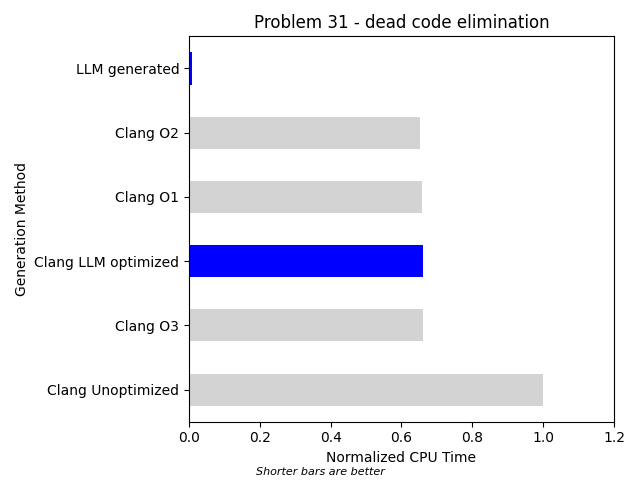 Problem 31 - dead code elimination
Generation Method
LLM generated
Clang O2
Clang O1
Clang LLM optimized
Clang O3
Clang Unoptimized
0.0 0.2 0.4 0.6 0.8 1.0 1.2
Normalized CPU Time
Shorter bars are better